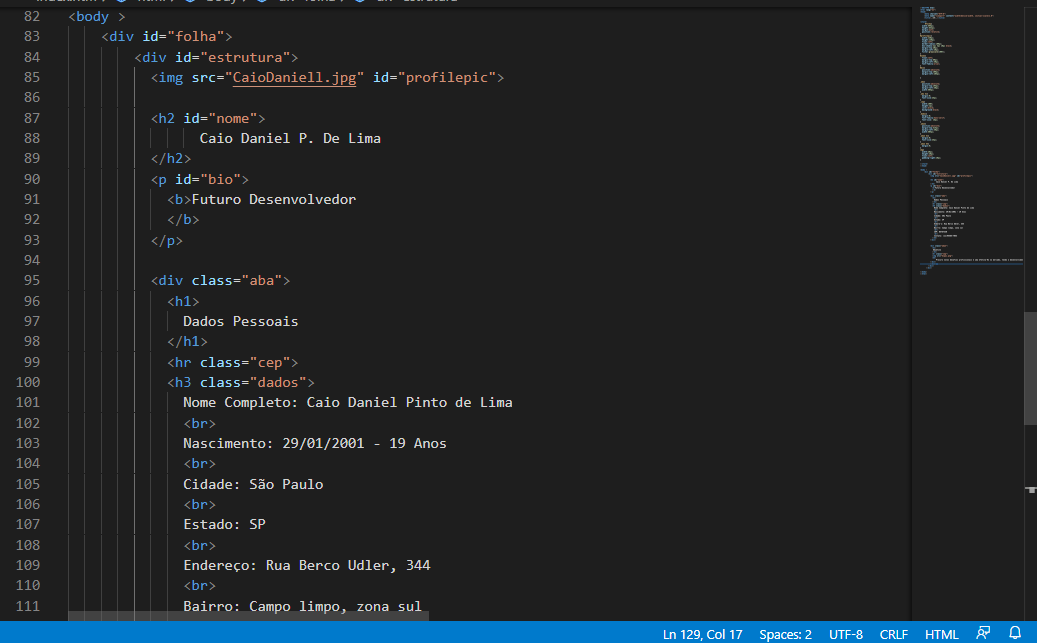 82 <body >
83 <div id="folha">
84 <div id="estrutura">
85 <img src="CaioDaniell.jpg" id="profilepic">
86
87 <h2 id="nome">
88 Caio Daniel P. De Lima
89 </h2>
90 <p id="bio">
91 <b>Futuro Desenvolvedor
92 </b>
93 </p>
94
95 <div class="aba">
96 <h1>
97 Dados Pessoais
98 </h1>
99 <hr class="cep">
100 <h3 class="dados">
101 Nome Completo: Caio Daniel Pinto de Lima
102 <br>
103 Nascimento: 29/01/2001 - 19 Anos
104 <br>
105 Cidade: São Paulo
106 <br>
107 Estado: SP
108 <br>
109 Endereço: Rua Berco Udler, 344
110 <br>
111 Bairro: Campo limpo, zona sul
Ln 129, Col 17 Spaces: 2 UTF-8 CRLF HTML